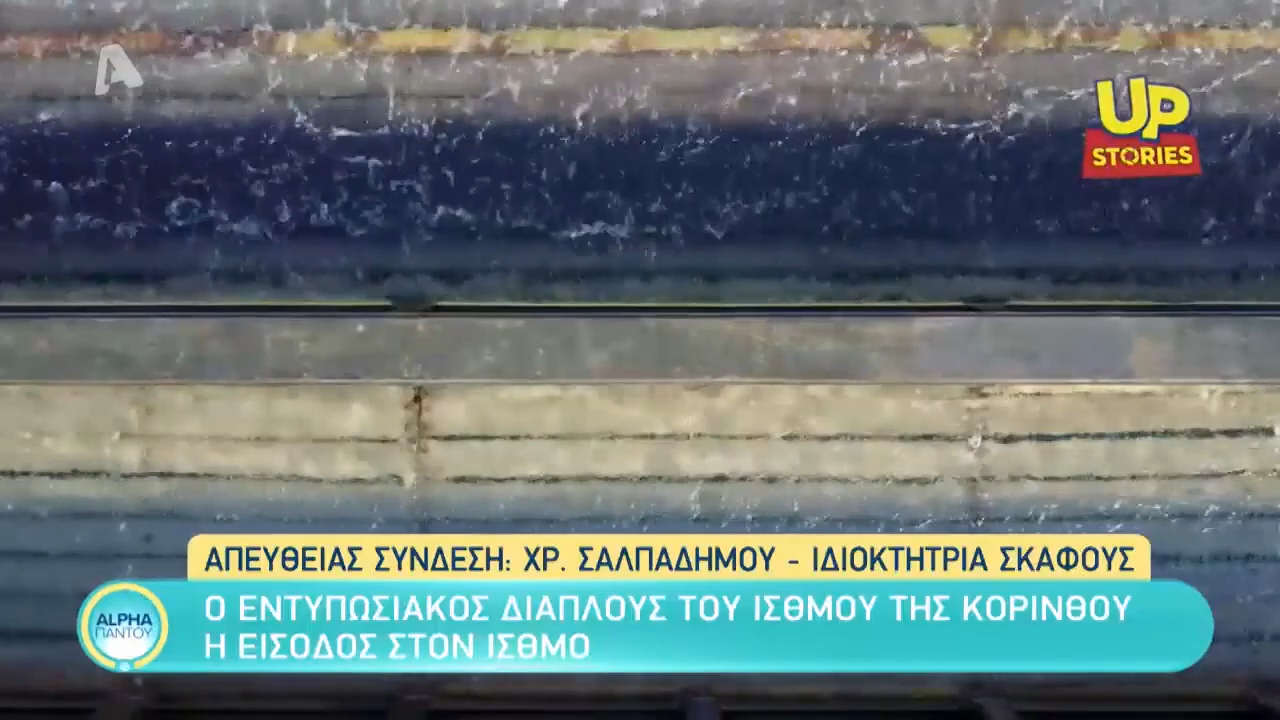 UP
STORIES
ΑΠΕΥΘΕΙΑΣ ΣΥΝΔΕΣΗ: ΧΡ. ΣΑΛΠΑΔΗΜΟΥ - ΙΔΙΟΚΤΗΤΡΙΑ ΣΚΑΦΟΥΣ
ALPHA
ΠΑΝΤΟΥ
Ο ΕΝΤΥΠΩΣΙΑΚΟΣ ΔΙΑΠΛΟΥΣ ΤΟΥ ΙΣΘΜΟΥ ΤΗΣ ΚΟΡΙΝΘΟΥ
Η ΕΙΣΟΔΟΣ ΣΤΟΝ ΙΣΘΜΟ